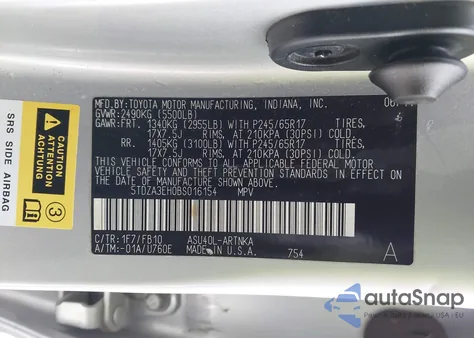 MFD.BY: TOYOTA MOTOR MANUFACTURING, INDIANA, INC.
GVWR: 2490KG (5500LB)
GAWR: FRT. 1340KG (2955LB) WITH P245/65R17 TIRES,
17X7.5J RIMS, AT 210KPA (30PSI) COLD.
RR. 1405KG (3100LB) WITH P245/65R17 TIRES,
17X7.5J RIMS, AT 210KPA (30PSI) COLD.
THIS VEHICLE CONFORMS TO ALL APPLICABLE FEDERAL MOTOR
VEHICLE SAFETY, BUMPER, AND THEFT PREVENTION STANDARDS IN
EFFECT ON THE DATE OF MANUFACTURE SHOWN ABOVE.
5TDZA3EH0BS016154 MPV
C/TR: 1F7/FB10 ASU40L-ARTNKA
A/TM: -01A/U760E MADE IN U.S.A. 754 A
SRS SIDE AIRBAG
CAUTION
ATTENTION
ACHTUNG
3
autoSnap